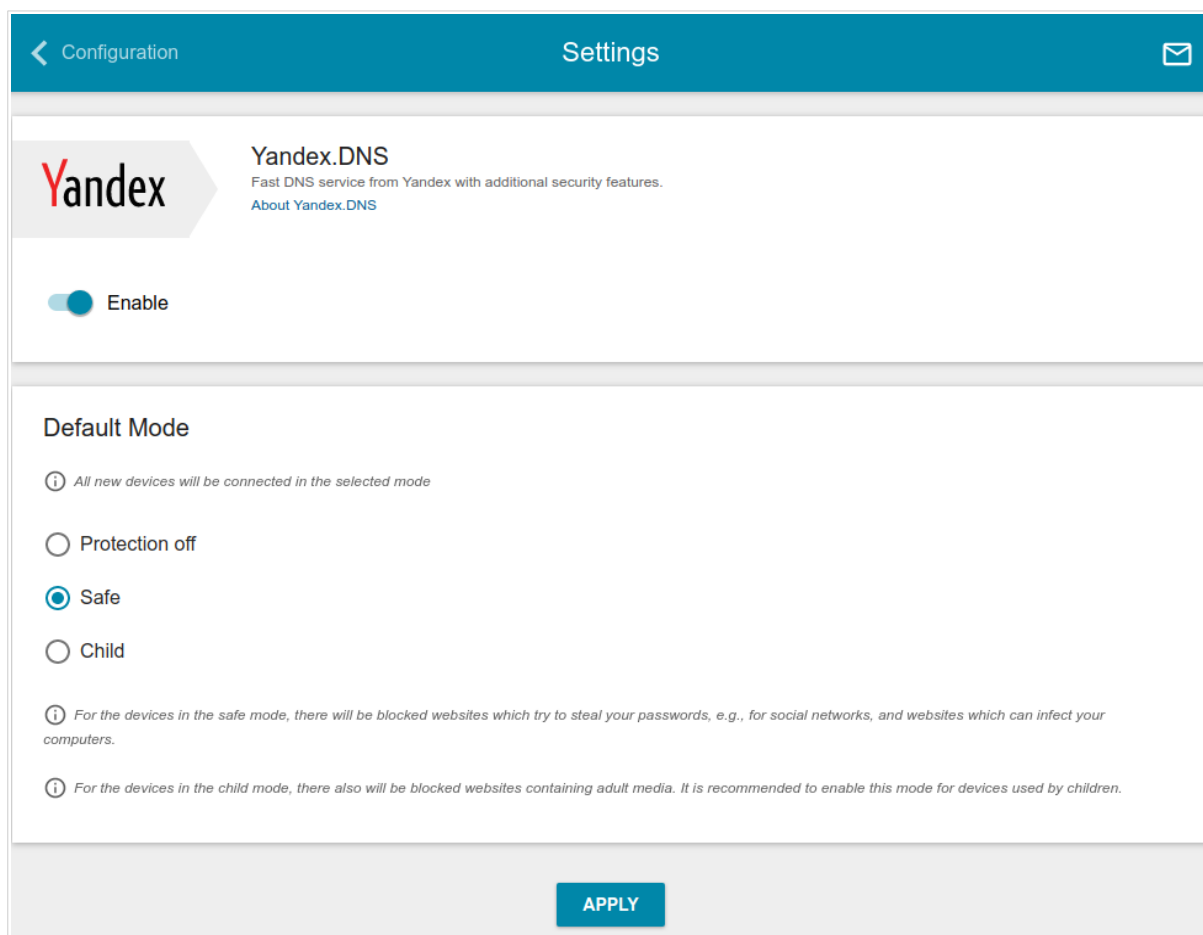 Configuration
Settings
Yandex
Yandex.DNS
Fast DNS service from Yandex with additional security features.
About Yandex.DNS
Enable
Default Mode
All new devices will be connected in the selected mode
Protection off
Safe
Child
For the devices in the safe mode, there will be blocked websites which try to steal your passwords, e.g., for social networks, and websites which can infect your
computers.
For the devices in the child mode, there also will be blocked websites containing adult media. It is recommended to enable this mode for devices used by children.
APPLY